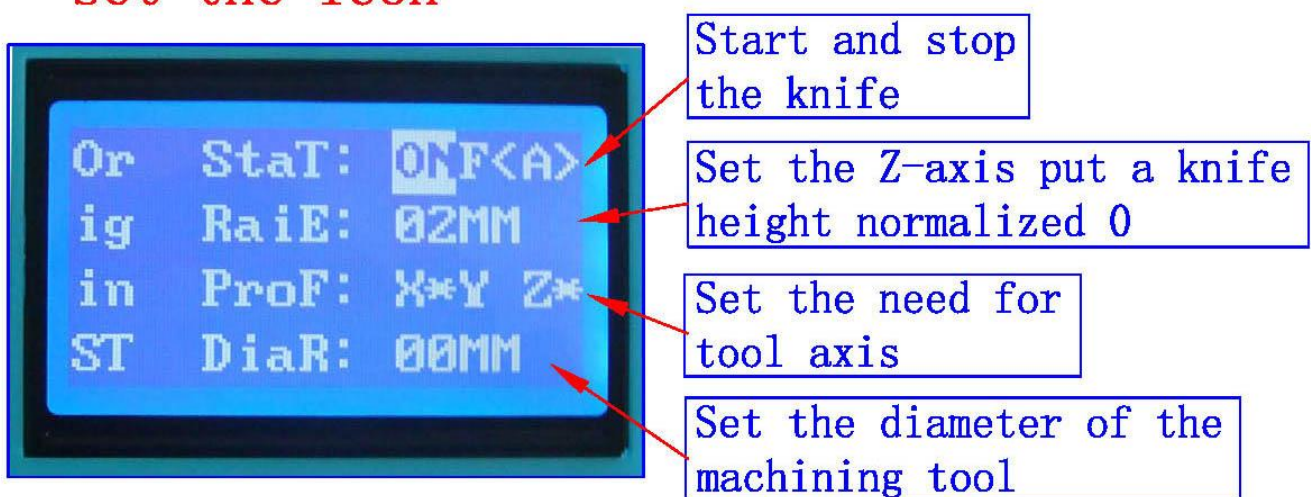 Or StaT: ONF<A>
ig RaiE: 02MM
in ProF: X*Y Z*
ST DiaR: 00MM
Start and stop
the knife
Set the Z-axis put a knife
height normalized 0
Set the need for
tool axis
Set the diameter of the
machining tool